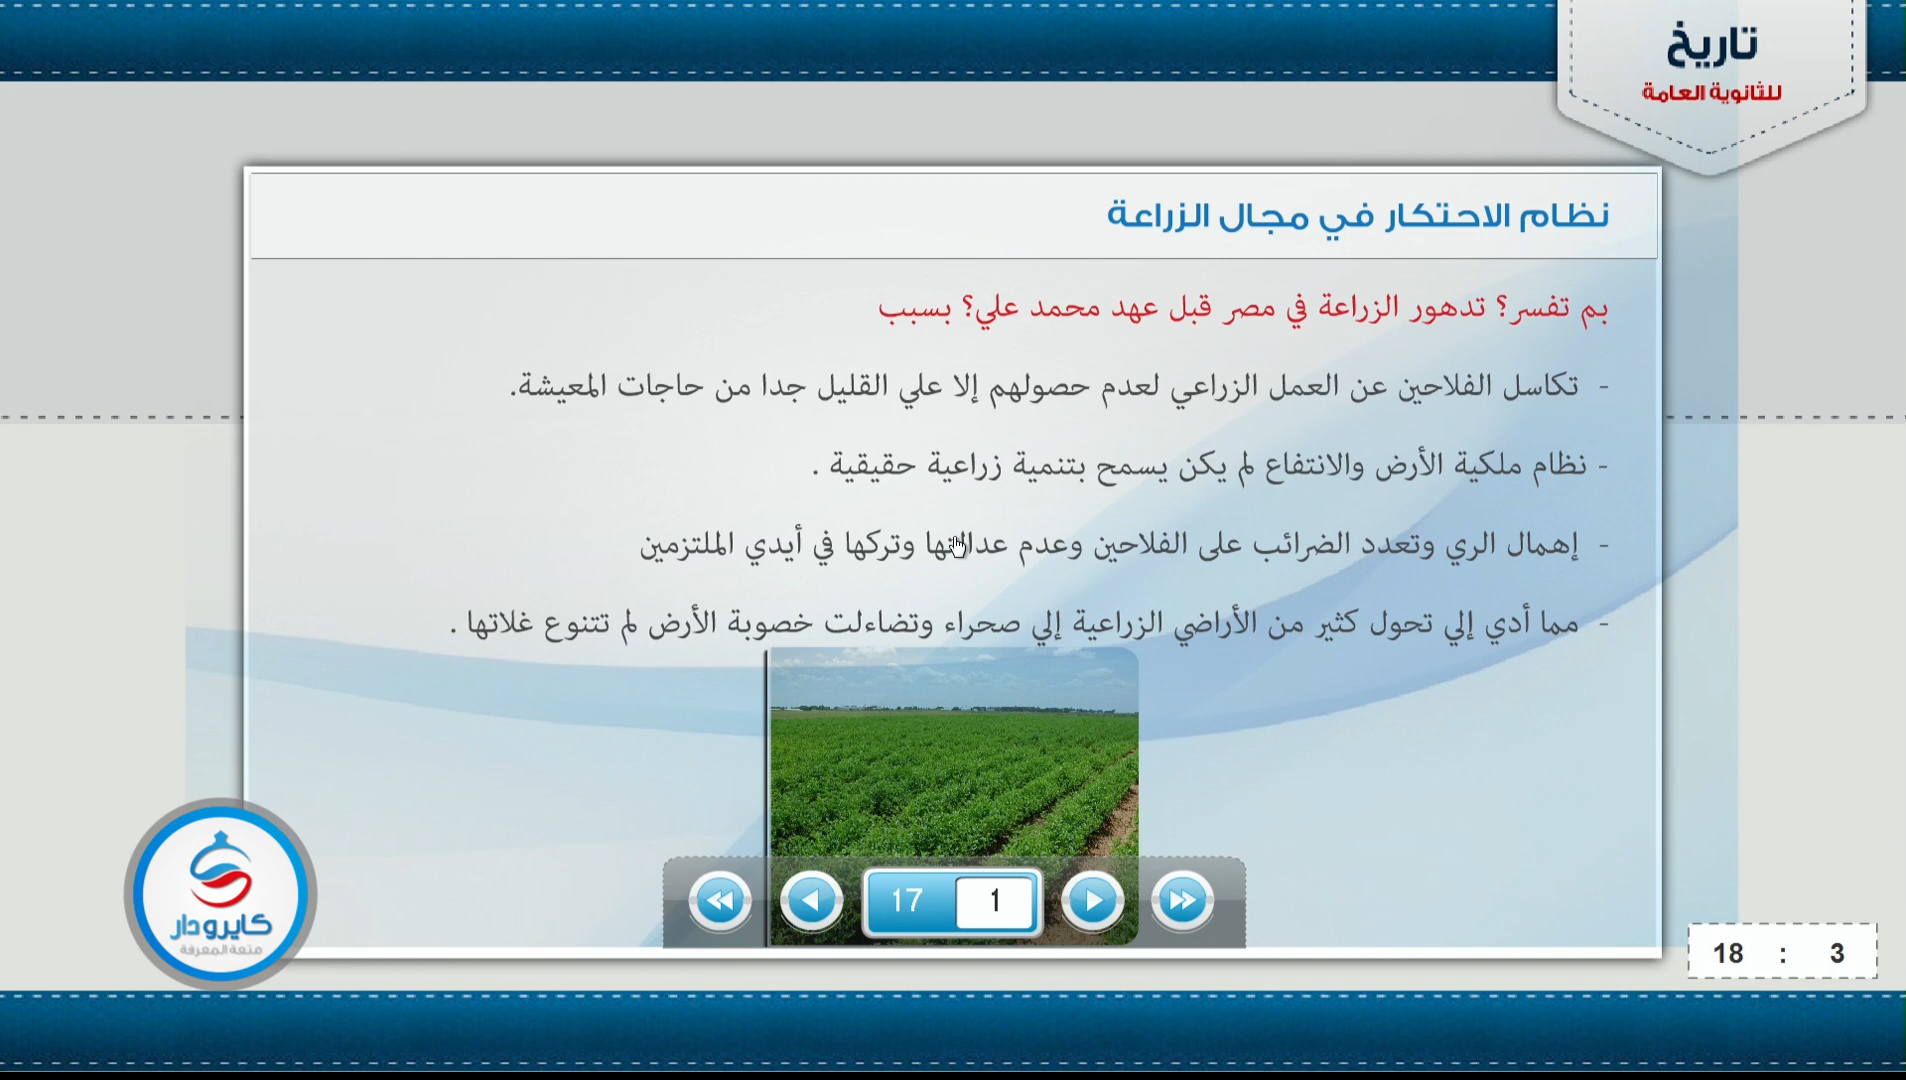 تاريخ
للثانوية العامة
نظام الاحتكار في مجال الزراعة
بم تفسر؟ تدهور الزراعة في مصر قبل عهد محمد علي؟ بسبب
- تكاسل الفلاحين عن العمل الزراعي لعدم حصولهم إلا علي القليل جدا من حاجات المعيشة.
- نظام ملكية الأرض والانتفاع لم يكن يسمح بتنمية زراعية حقيقية .
- إهمال الري وتعدد الضرائب على الفلاحين وعدم عدالتها وتركها في أيدي الملتزمين
- مما أدي إلي تحول كثير من الأراضي الزراعية إلي صحراء وتضاءلت خصوبة الأرض لم تتنوع غلاتها .
17 1
كايرودار
متعة المعرفة
18 : 3